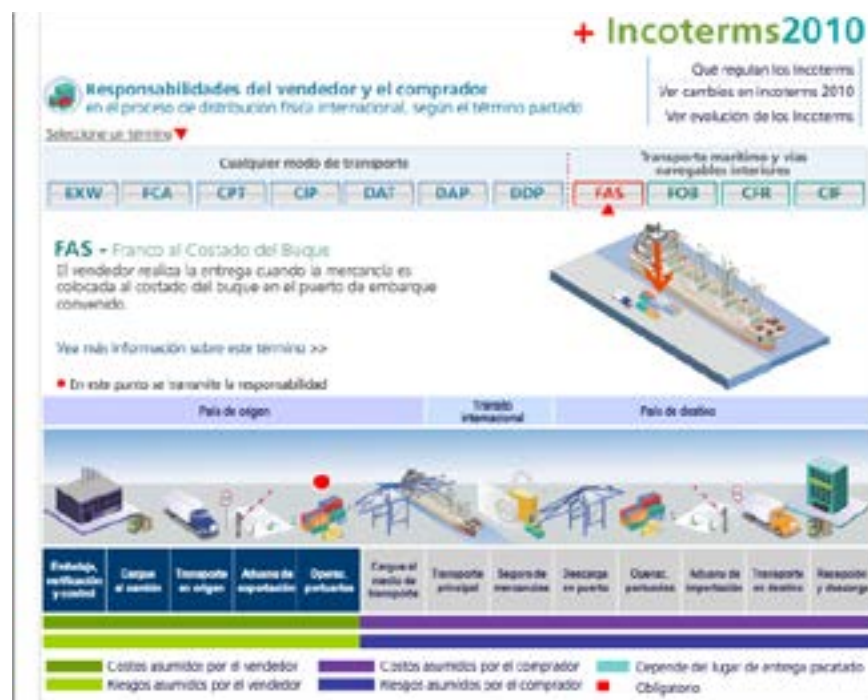 + Incoterms2010
Qué regulan los Incoterms
Ver cambios en incoterms 2010
Ver evolución de los Incoterms
Responsabilidades del vendedor y el comprador
en el proceso de distribución física internacional, según el término pactado
Seleccione un término
Cualquier modo de transporte
Transporte marítimo y vías
navegables interiores
EXW FCA CPT CIP DAT DAP DDP FAS FOB CFR CIF
FAS - Franco al Costado del Buque
El vendedor realiza la entrega cuando la mercancía es
colocada al costado del buque en el puerto de embarque
convenido.
Vea más información sobre este término >>
En este punto se transmite la responsabilidad
País de origen
Tránsito
internacional
País de destino
Embalaje,
verificación
y control
Cargue
al camión
Transporte
en origen
Aduana de
exportación
Operac.
portuarias
Cargue al
medio de
transporte
Transporte
principal
Seguro de
mercancías
Descarga
en puerto
Operac.
portuarias
Aduana de
importación
Transporte
en destino
Recepción
y descarga
Costos asumidos por el vendedor
Costos asumidos por el comprador
Depende del lugar de entrega pactado
Riesgos asumidos por el vendedor
Riesgos asumidos por el comprador
Obligatorio